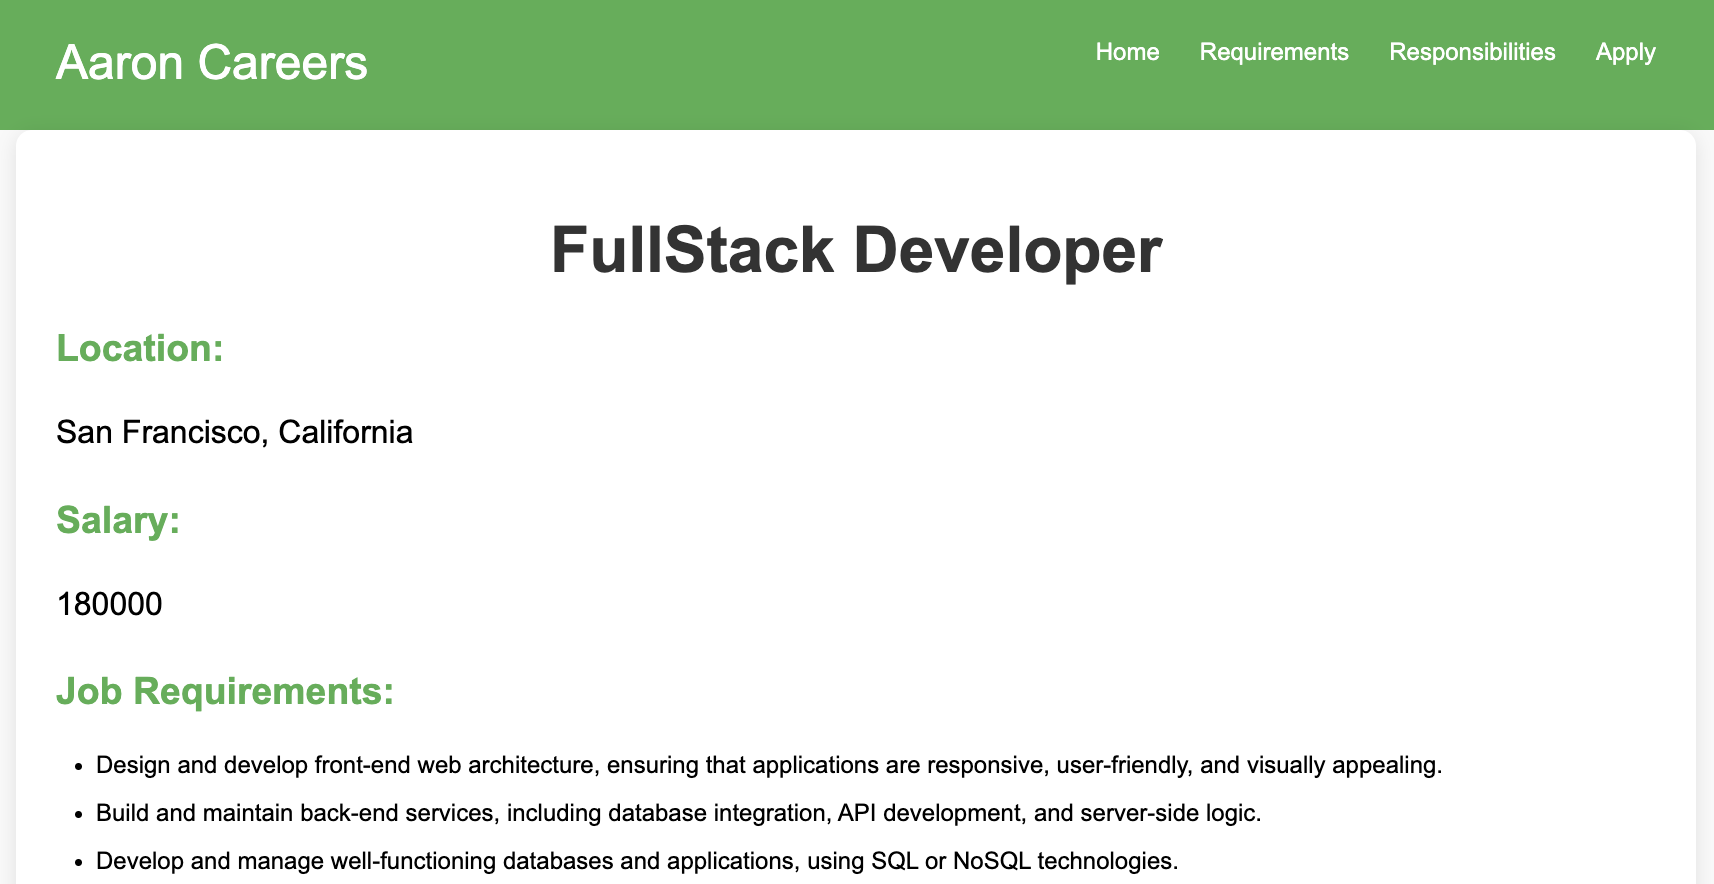 Aaron Careers
Home Requirements Responsibilities Apply
FullStack Developer
Location:
San Francisco, California
Salary:
180000
Job Requirements:
• Design and develop front-end web architecture, ensuring that applications are responsive, user-friendly, and visually appealing.
• Build and maintain back-end services, including database integration, API development, and server-side logic.
• Develop and manage well-functioning databases and applications, using SQL or NoSQL technologies.